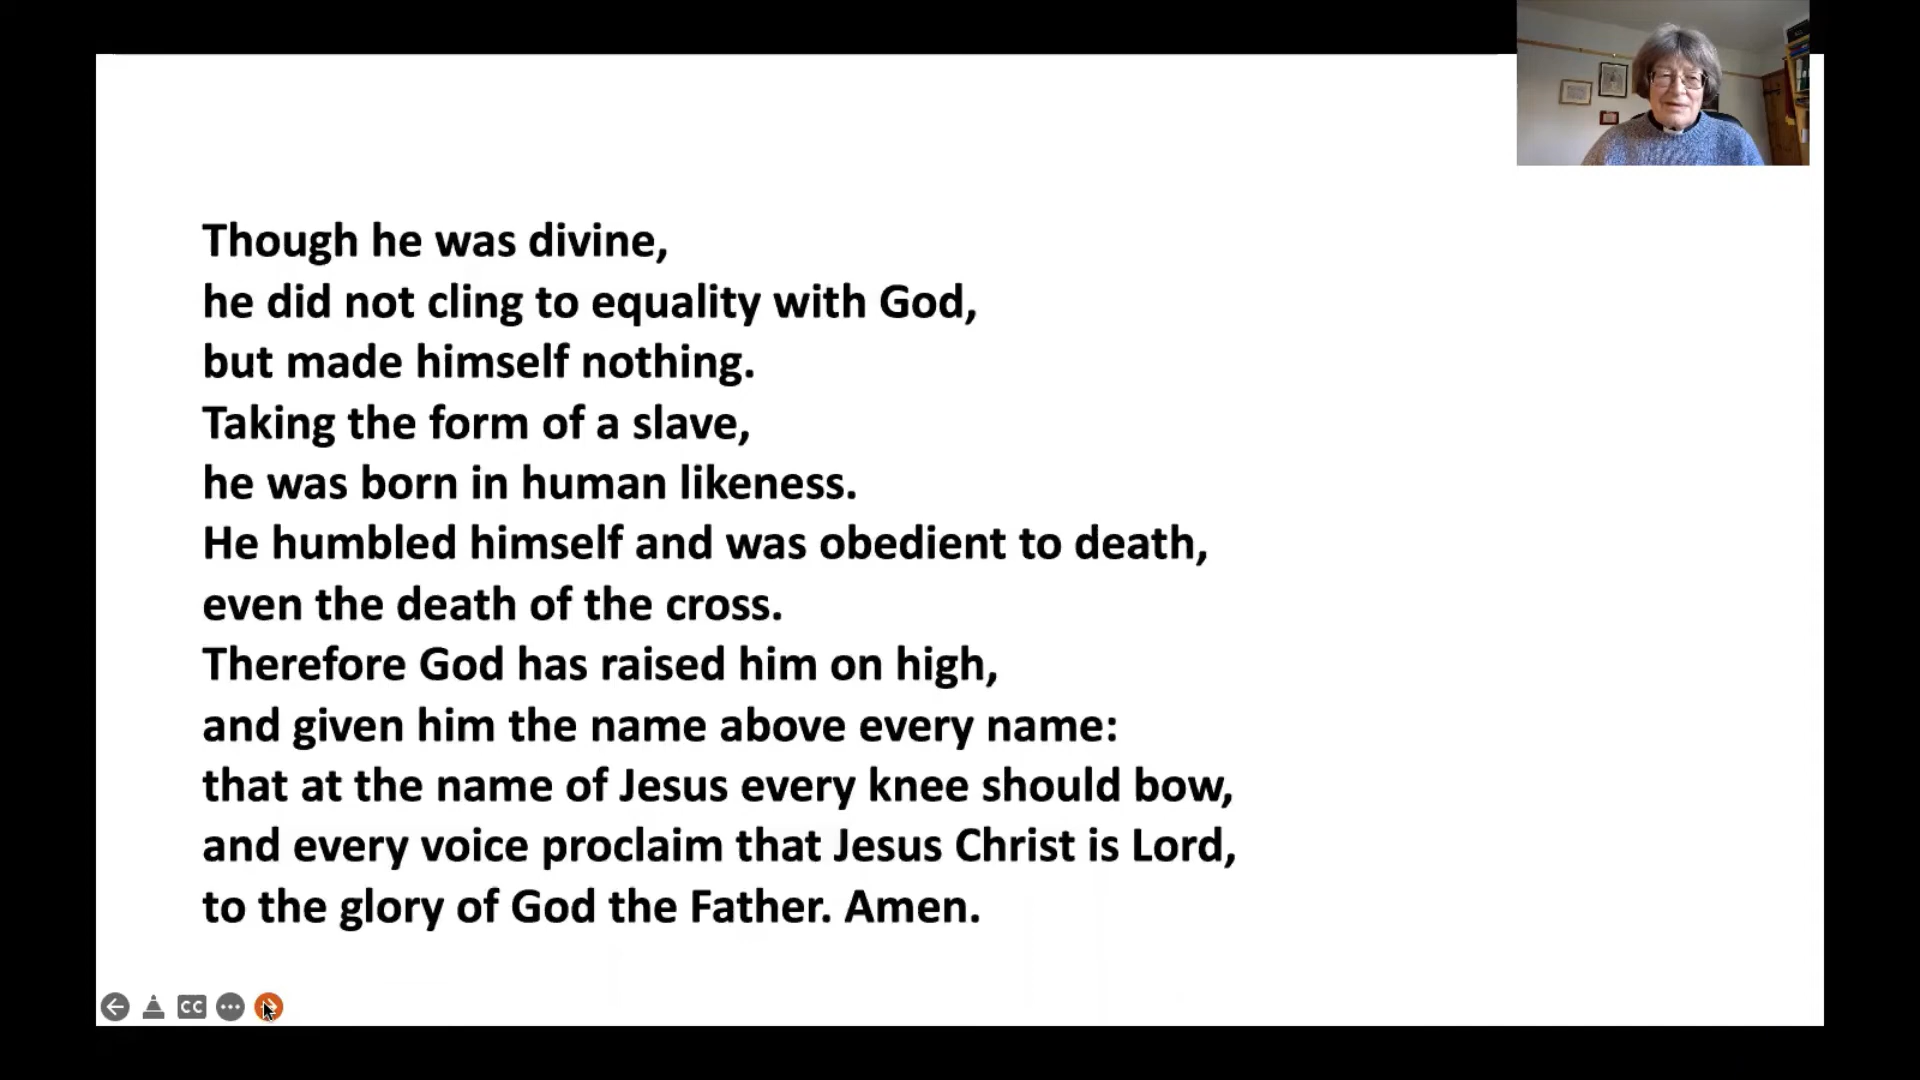 Though he was divine,
he did not cling to equality with God,
but made himself nothing.
Taking the form of a slave,
he was born in human likeness.
He humbled himself and was obedient to death,
even the death of the cross.
Therefore God has raised him on high,
and given him the name above every name:
that at the name of Jesus every knee should bow,
and every voice proclaim that Jesus Christ is Lord,
to the glory of God the Father. Amen.
CC